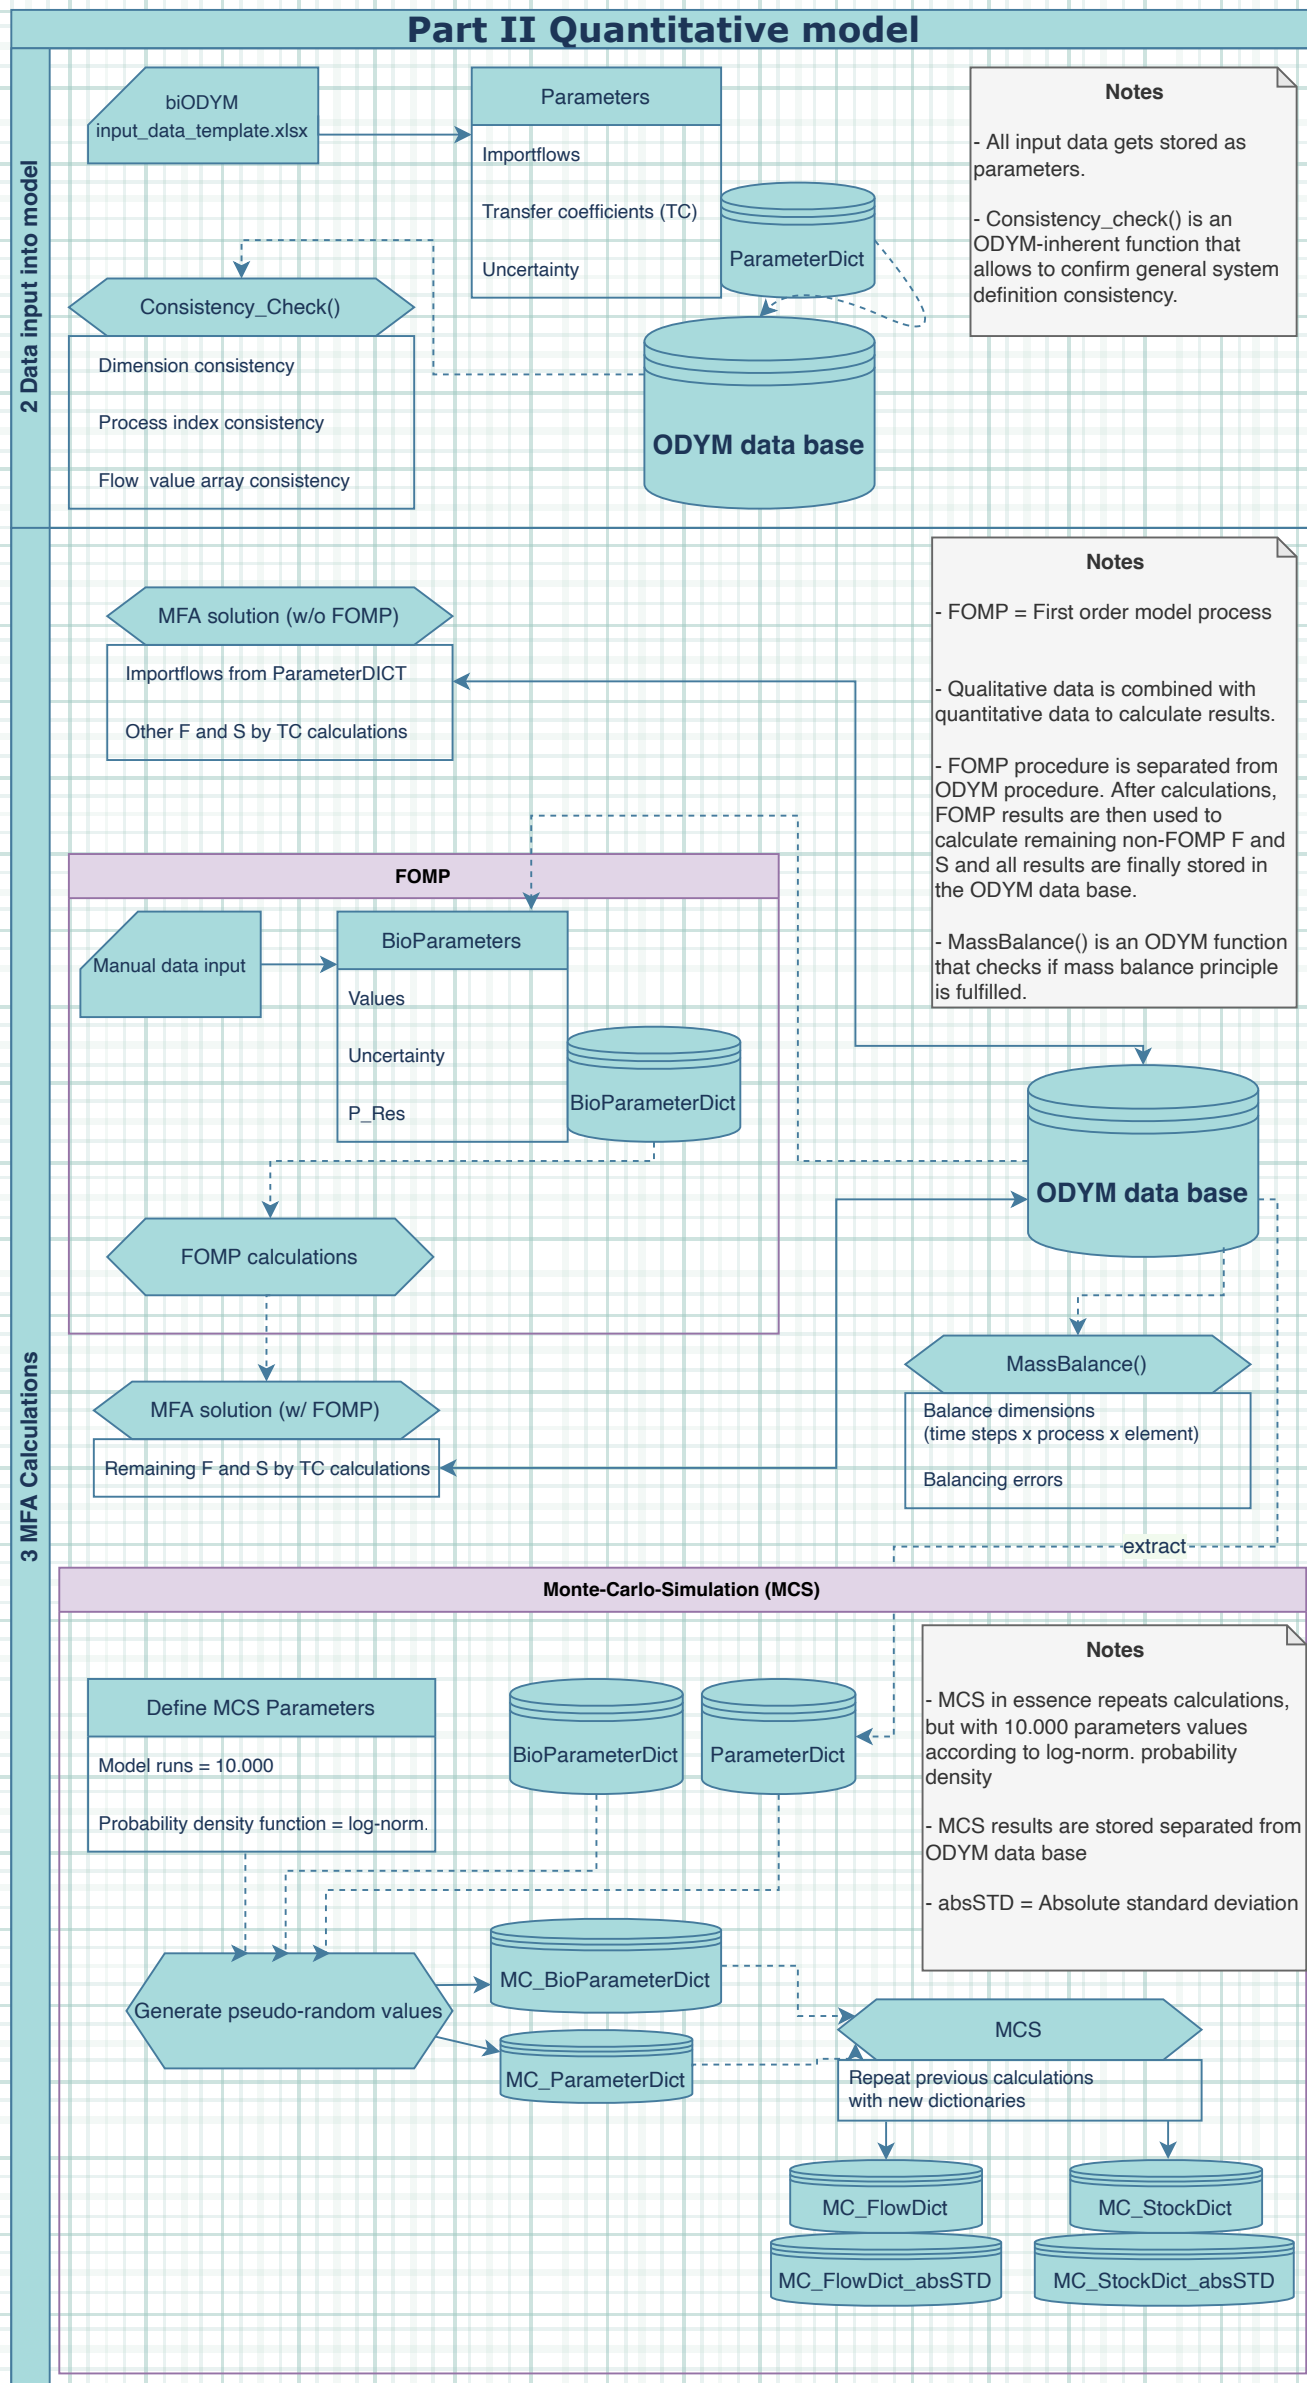 Part II Quantitative model
2 Data input into model
biODYM
input_data_template.xlsx
Parameters
Importflows
Transfer coefficients (TC)
Uncertainty
ParameterDict
Notes
- All input data gets stored as
parameters.
- Consistency_check() is an
ODYM-inherent function that
allows to confirm general system
definition consistency.
Consistency_Check()
Dimension consistency
Process index consistency
Flow  value array consistency
ODYM data base
3 MFA Calculations
MFA solution (w/o FOMP)
Importflows from ParameterDICT
Other F and S by TC calculations
Notes
- FOMP = First order model process
- Qualitative data is combined with
quantitative data to calculate results.
- FOMP procedure is separated from
ODYM procedure. After calculations,
FOMP results are then used to
calculate remaining non-FOMP F and
S and all results are finally stored in
the ODYM data base.
- MassBalance() is an ODYM function
that checks if mass balance principle
is fulfilled.
FOMP
Manual data input
BioParameters
Values
Uncertainty
P_Res
BioParameterDict
ODYM data base
FOMP calculations
MassBalance()
Balance dimensions
(time steps x process x element)
Balancing errors
MFA solution (w/ FOMP)
Remaining F and S by TC calculations
extract
Monte-Carlo-Simulation (MCS)
Define MCS Parameters
Model runs = 10.000
Probability density function = log-norm.
BioParameterDict
ParameterDict
Notes
- MCS in essence repeats calculations,
but with 10.000 parameters values
according to log-norm. probability
density
- MCS results are stored separated from
ODYM data base
- absSTD = Absolute standard deviation
Generate pseudo-random values
MC_BioParameterDict
MC_ParameterDict
MCS
Repeat previous calculations
with new dictionaries
MC_FlowDict
MC_StockDict
MC_FlowDict_absSTD
MC_StockDict_absSTD